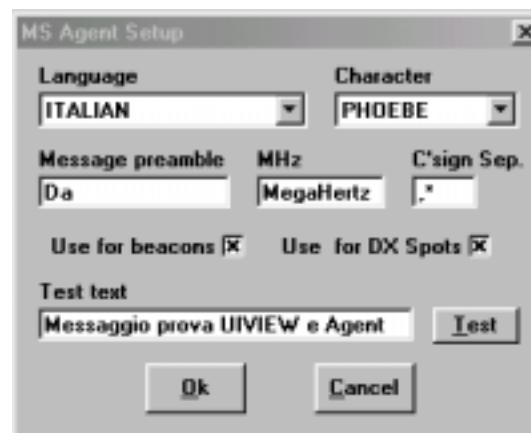 MS Agent Setup
Language Character
ITALIAN PHOEBE
Message preamble MHz C'sign Sep.
Da MegaHertz ,*
Use for beacons Use for DX Spots
Test text
Messaggio prova UIVIEW e Agent Test
Ok Cancel